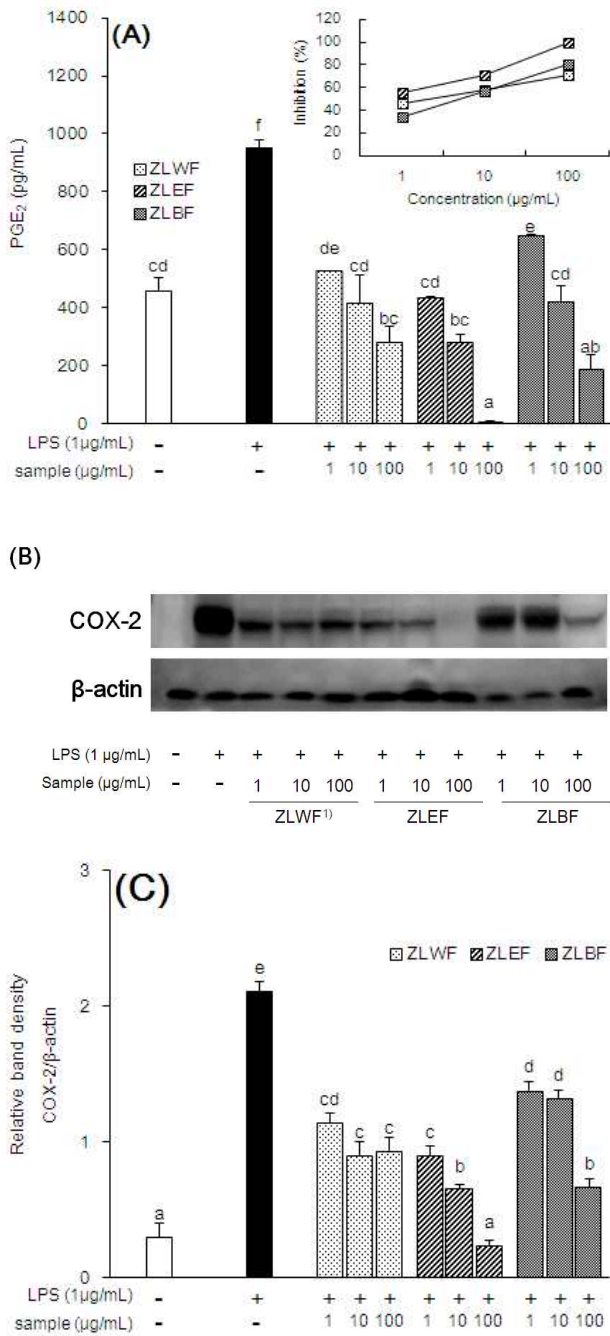 (A)
1400
1200
1000
800
600
400
200
0
PGE2 (pg/mL)
ZLWF
ZLEF
ZLBF
120
100
80
60
40
20
0
Inhibition (%)
1 10 100
Concentration (µg/mL)
cd f de cd bc cd bc a e cd ab
LPS (1µg/mL) - + + + + + + + + + +
sample (µg/mL) - - 1 10 100 1 10 100 1 10 100
(B)
COX-2
β-actin
LPS (1 µg/mL) - + + + + + + + + + +
Sample (µg/mL) - - 1 10 100 1 10 100 1 10 100
ZLWF1) ZLEF ZLBF
(C)
3
2
1
0
Relative band density
COX-2/β-actin
ZLWF ZLEF ZLBF
a e cd c c c b a d d b
LPS (1µg/mL) - + + + + + + + + + +
sample (µg/mL) - - 1 10 100 1 10 100 1 10 100